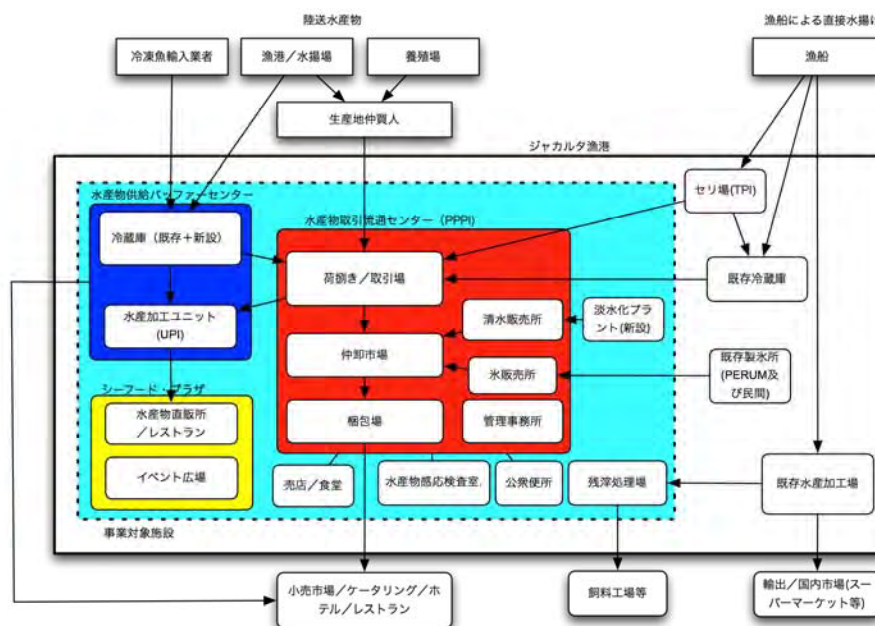 陸送水産物
漁船による直接水揚げ
冷凍魚輸入業者
漁港／水揚場
養殖場
漁船
生産地仲買人
ジャカルタ漁港
水産物供給バッファーセンター
セリ場(TPI)
水産物取引流通センター（PPPI)
冷蔵庫（既存＋新設）
荷捌き／取引場
既存冷蔵庫
水産加工ユニット
(UPI)
清水販売所
淡水化プラ
ント(新設)
仲卸市場
既存製氷所
(PERUM及
び民間)
氷販売所
シーフード・プラザ
水産物直販所
／レストラン
梱包場
管理事務所
イベント広場
売店／食堂
水産物感応検査室.
公衆便所
残滓処理場
既存水産加工場
事業対象施設
小売市場／ケータリング／ホ
テル／レストラン
飼料工場等
輸出／国内市場(スー
パーマーケット等)